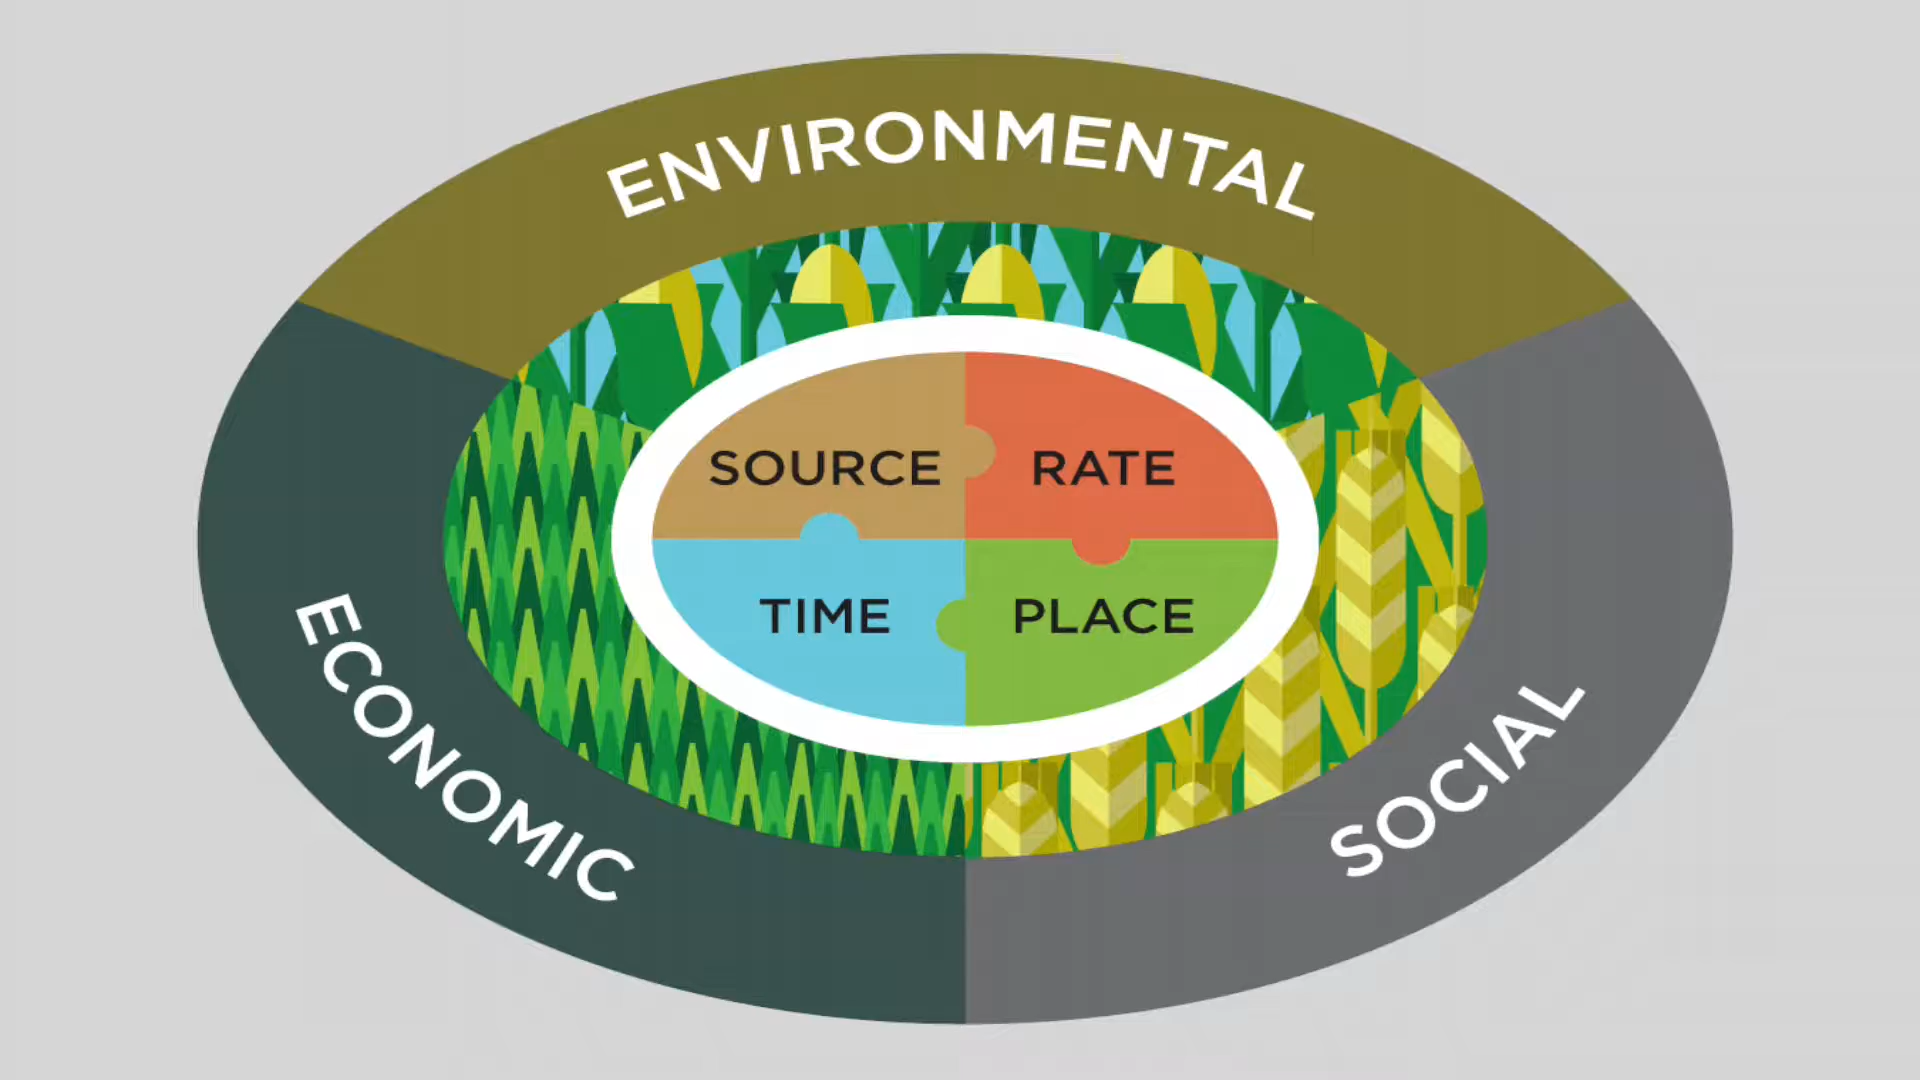 ENVIRONMENTAL
SOURCE
RATE
TIME
PLACE
ECONOMIC
SOCIAL